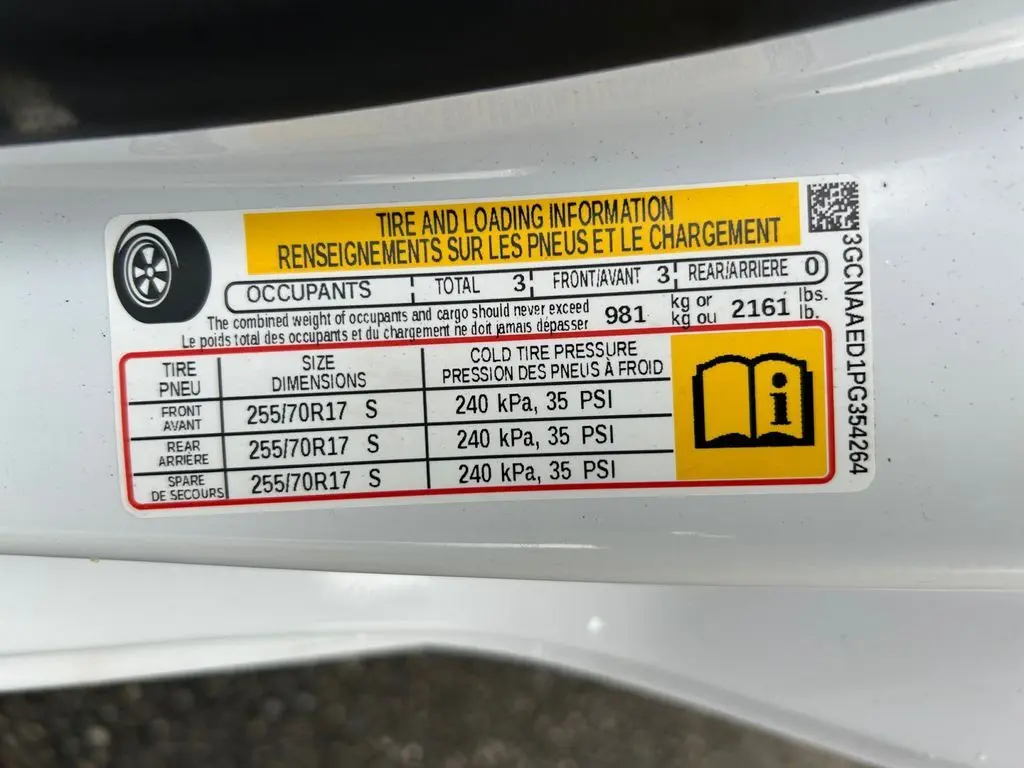 TIRE AND LOADING INFORMATION
RENSEIGNEMENTS SUR LES PNEUS ET LE CHARGEMENT
OCCUPANTS TOTAL 3 FRONT/AVANT 3 REAR/ARRIERE 0
The combined weight of occupants and cargo should never exceed 981 kg or 2161 lbs.
Le poids total des occupants et du chargement ne doit jamais dépasser kg ou lb.
TIRE SIZE COLD TIRE PRESSURE
PNEU DIMENSIONS PRESSION DES PNEUS À FROID
FRONT
AVANT 255/70R17 S 240 kPa, 35 PSI
REAR
ARRIÈRE 255/70R17 S 240 kPa, 35 PSI
SPARE
DE SECOURS 255/70R17 S 240 kPa, 35 PSI
3GCNAAED1PG354264